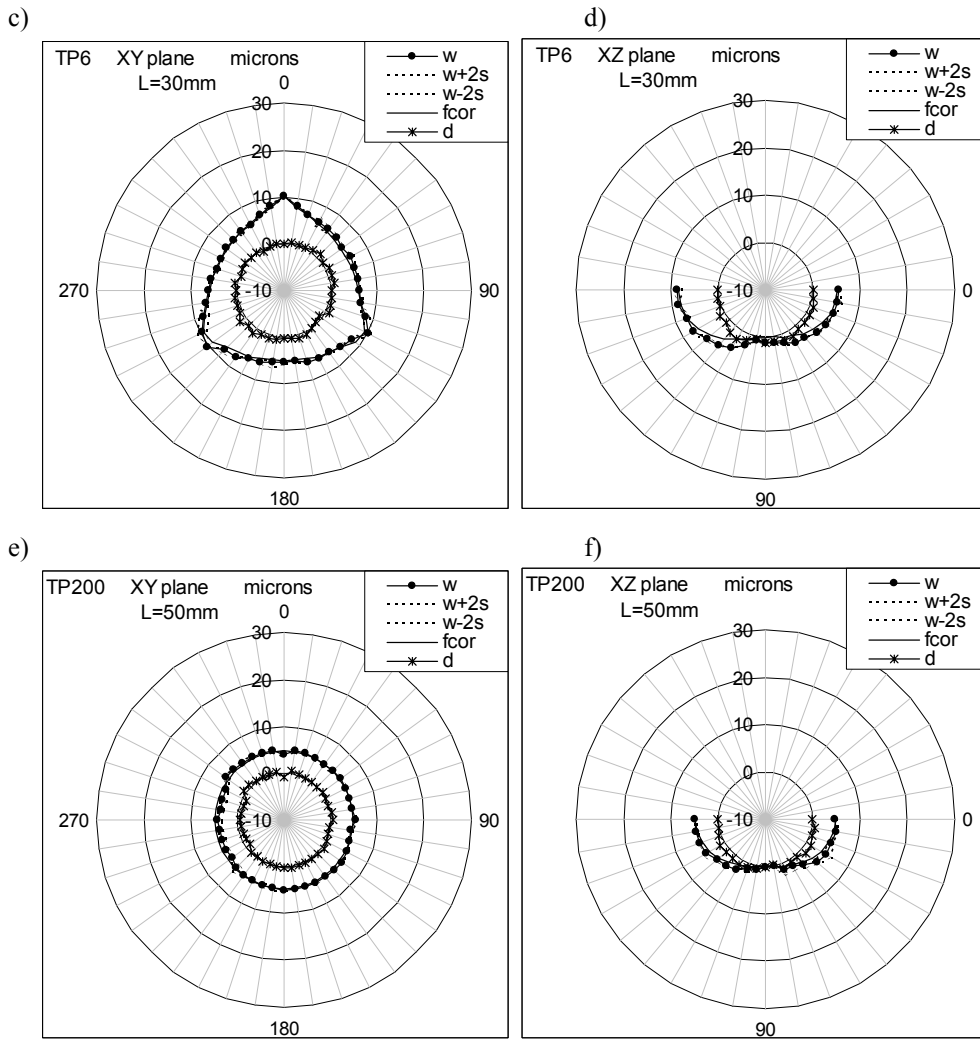 c)
TP6 XY plane microns
L=30mm
0
w
w+2s
w-2s
fcor
d
30
20
10
0
-10
270
90
180
d)
TP6 XZ plane microns
L=30mm
w
w+2s
w-2s
fcor
d
30
20
10
0
-10
0
90
e)
TP200 XY plane microns
L=50mm
0
w
w+2s
w-2s
fcor
d
30
20
10
0
-10
270
90
180
f)
TP200 XZ plane microns
L=50mm
w
w+2s
w-2s
fcor
d
30
20
10
0
-10
0
90